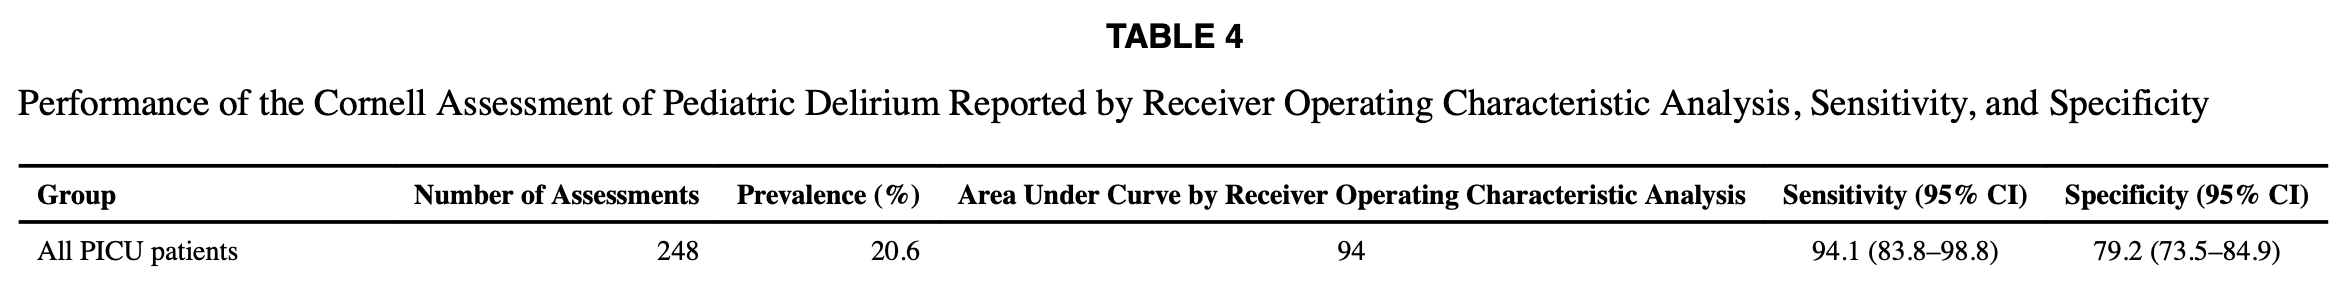 TABLE 4
Performance of the Cornell Assessment of Pediatric Delirium Reported by Receiver Operating Characteristic Analysis, Sensitivity, and Specificity
Group Number of Assessments Prevalence (%) Area Under Curve by Receiver Operating Characteristic Analysis Sensitivity (95% CI) Specificity (95% CI)
All PICU patients 248 20.6 94 94.1 (83.8–98.8) 79.2 (73.5–84.9)